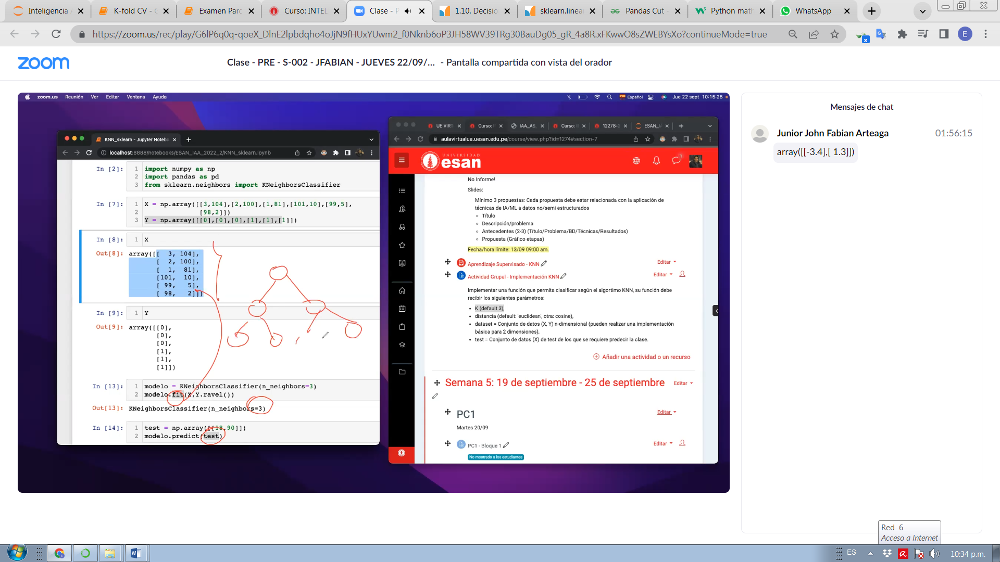 Inteligencia
K-fold CV - 
Examen Parc
Curso: INTEL
Clase - P
1.10. Decisio
sklearn.linea
Pandas Cut -
Python math
WhatsApp
https://zoom.us/rec/play/G6lP6q0q-qoeX_DlnE2lpbdqho4oJjN9fHUxYUwm2_f0Nknb6oP3JH58WV39TRg30BauDg05_gR_4a8R.xFKwwO8sZWEBYsXo?continueMode=true
E
zoom
Clase - PRE - S-002 - JFABIAN - JUEVES 22/09/... - Pantalla compartida con vista del orador
zoom.us Reunión Ver Editar Ventana Ayuda
Español
Jue 22 sept 10:15:25
KNN_sklearn - Jupyter Notebo
localhost:8888/notebooks/ESAN_IAA_2022_2/KNN_sklearn.ipynb
In [2]:
1 import numpy as np
2 import pandas as pd
3 from sklearn.neighbors import KNeighborsClassifier
In [7]:
1 X = np.array([[3,104],[2,100],[1,81],[101,10],[99,5],
2 [98,2]])
3 Y = np.array([[0],[0],[0],[1],[1],[1]])
In [8]:
1 X
Out[8]: array([[ 3, 104],
[ 2, 100],
[ 1, 81],
[101, 10],
[ 99, 5],
[ 98, 2]])
In [9]:
1 Y
Out[9]: array([[0],
[0],
[0],
[1],
[1],
[1]])
In [13]:
1 modelo = KNeighborsClassifier(n_neighbors=3)
2 modelo.fit(X,Y.ravel())
Out[13]: KNeighborsClassifier(n_neighbors=3)
In [14]:
1 test = np.array([[18,90]])
2 modelo.predict(test)
UE VIRT
Curso: I
IAA_AS_
Curso: I
12278-2
ESAN_I
aulavirtualue.uesan.edu.pe/course/view.php?id=1274#section-7
UNIVERSIDAD
esan
1
No Informe!
Slides:
Mínimo 3 propuestas: Cada propuesta debe estar relacionada con la aplicación de
técnicas de IA/ML a datos no/semi estructurados
Título
Descripción/problema
Antecedentes (2-3) (Título/Problema/BD/Técnicas/Resultados)
Propuesta (Gráfico etapas)
Fecha/hora límite: 13/09 09:00 am.
Aprendizaje Supervisado - KNN
Editar
Actividad Grupal - Implementación KNN
Editar
Implementar una función que permita clasificar según el algortimo KNN, su función debe
recibir los siguientes parámetros:
K (default 3),
distancia (default: 'euclidean', otra: cosine),
dataset = Conjunto de datos (X, Y) n-dimensional (pueden realizar una implementación
básica para 2 dimensiones),
test = Conjunto de datos (X) de test de los que se requiere predecir la clase.
Añadir una actividad o un recurso
Semana 5: 19 de septiembre - 25 de septiembre
Editar
PC1
Editar
Martes 20/09
PC1 - Bloque 1
Editar
No mostrado a los estudiantes
Mensajes de chat
Junior John Fabian Arteaga
01:56:15
array([[-3.4],[ 1.3]])
Red 6
Acceso a Internet
ES
10:34 p.m.